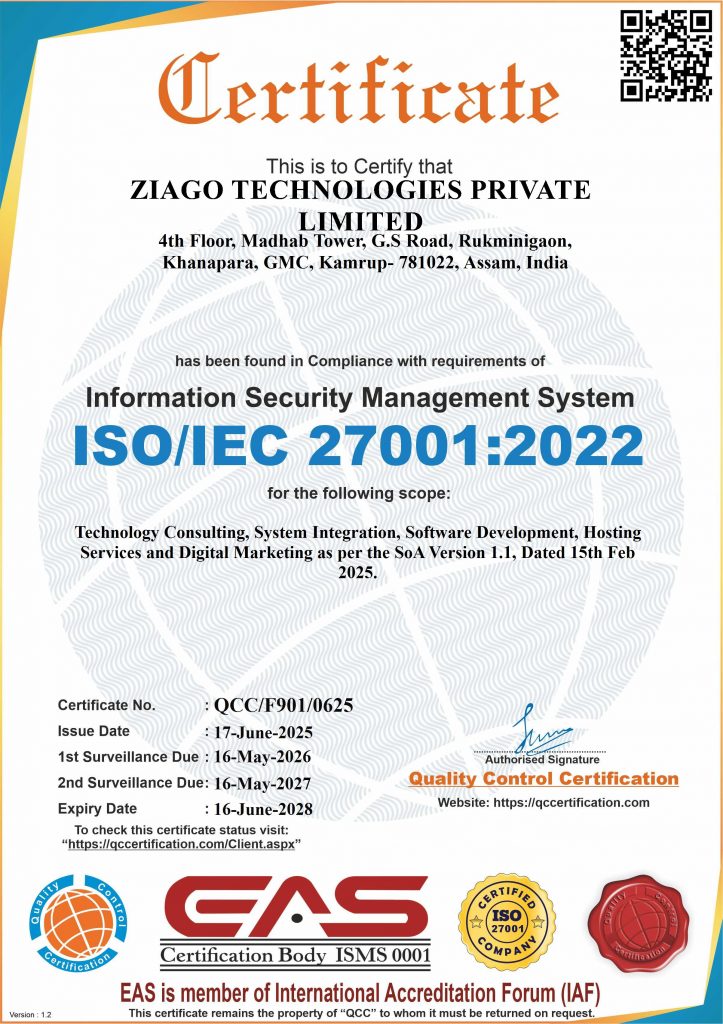 Certificate
This is to Certify that
ZIAGO TECHNOLOGIES PRIVATE
LIMITED
4th Floor, Madhab Tower, G.S Road, Rukminigaon,
Khanapara, GMC, Kamrup- 781022, Assam, India
has been found in Compliance with requirements of
Information Security Management System
ISO/IEC 27001:2022
for the following scope:
Technology Consulting, System Integration, Software Development, Hosting
Services and Digital Marketing as per the SoA Version 1.1, Dated 15th Feb
2025.
Certificate No. : QCC/F901/0625
Issue Date : 17-June-2025
1st Surveillance Due : 16-May-2026
2nd Surveillance Due: 16-May-2027
Expiry Date : 16-June-2028
To check this certificate status visit:
“https://qccertification.com/Client.aspx”
Authorised Signature
Quality Control Certification
Website: https://qccertification.com
Quality Control Certification
EAS
Certification Body ISMS 0001
CERTIFIED
ISO
27001
COMPANY
Quality Control
Certification
EAS is member of International Accreditation Forum (IAF)
Version : 1.2
This certificate remains the property of “QCC” to whom it must be returned on request.